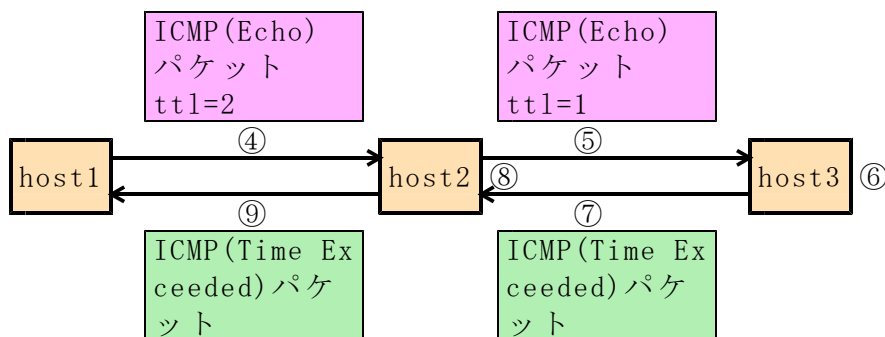 ICMP(Echo)
パケット
ttl=2
ICMP(Echo)
パケット
ttl=1
④
⑤
host1
host2
⑧
host3
⑥
⑨
⑦
ICMP(Time Ex
ceeded)パケ
ット
ICMP(Time Ex
ceeded)パケ
ット